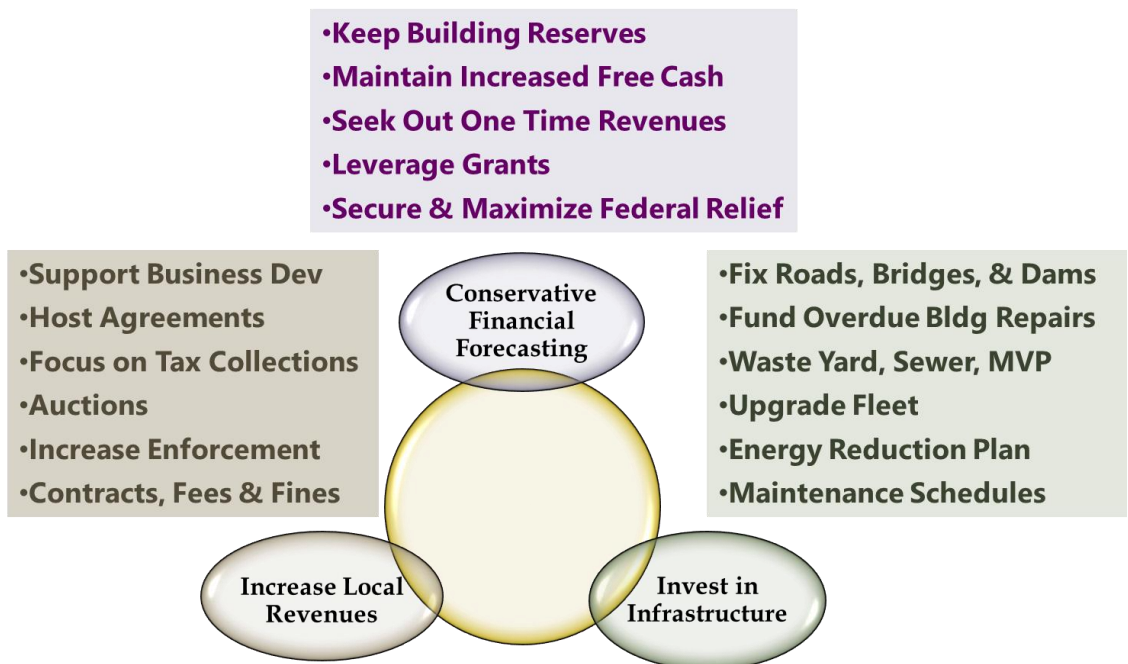 •Keep Building Reserves
•Maintain Increased Free Cash
•Seek Out One Time Revenues
•Leverage Grants
•Secure & Maximize Federal Relief
•Support Business Dev
•Host Agreements
•Focus on Tax Collections
•Auctions
•Increase Enforcement
•Contracts, Fees & Fines
Conservative
Financial
Forecasting
•Fix Roads, Bridges, & Dams
•Fund Overdue Bldg Repairs
•Waste Yard, Sewer, MVP
•Upgrade Fleet
•Energy Reduction Plan
•Maintenance Schedules
Increase Local
Revenues
Invest in
Infrastructure